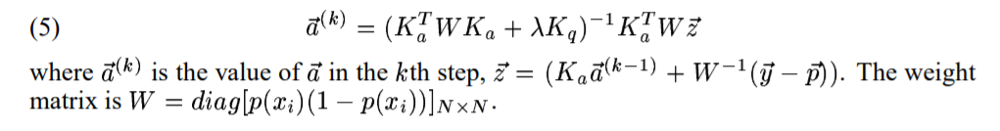 (5) $\vec{a}^{(k)} = (K_a^T W K_a + \lambda K_q)^{-1} K_a^T W \vec{z}$
where $\vec{a}^{(k)}$ is the value of $\vec{a}$ in the $k$th step, $\vec{z} = (K_a \vec{a}^{(k-1)} + W^{-1}(\vec{y} - \vec{p}))$. The weight
matrix is $W = diag[p(x_i)(1 - p(x_i))]_{N \times N}$.